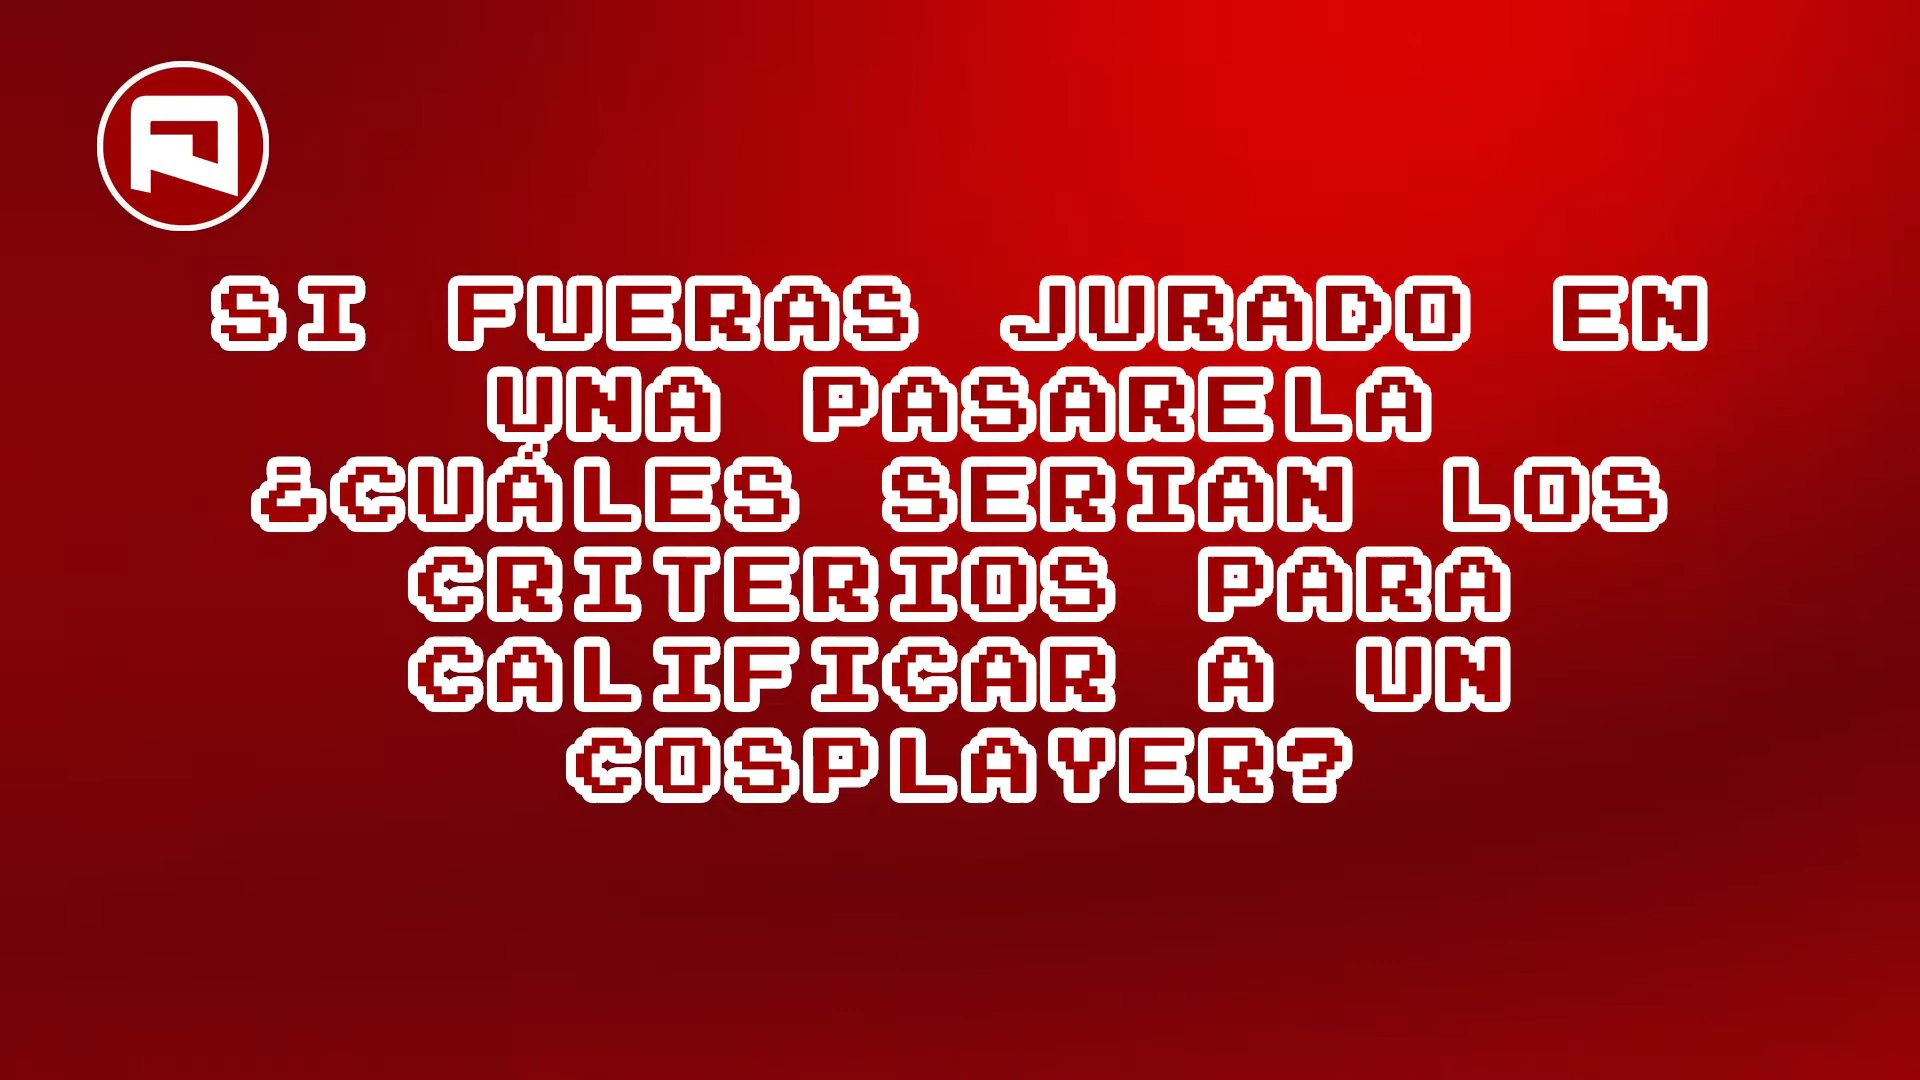 SI FUERAS JURADO EN
UNA PASARELA
¿CUÁLES SERIAN LOS
CRITERIOS PARA
CALIFICAR A UN
COSPLAYER?